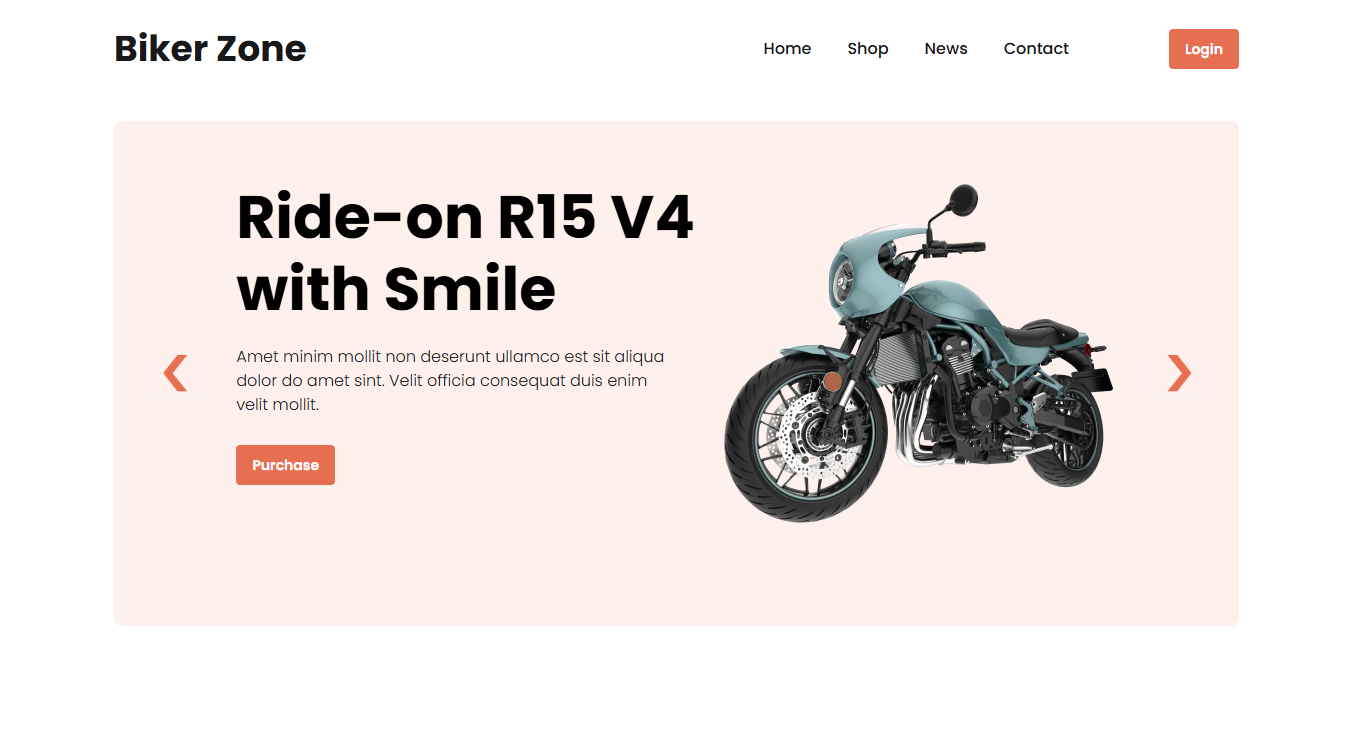 Biker Zone
Home Shop News Contact
Login
Ride-on R15 V4
with Smile
Amet minim mollit non deserunt ullamco est sit aliqua
dolor do amet sint. Velit officia consequat duis enim
velit mollit.
Purchase